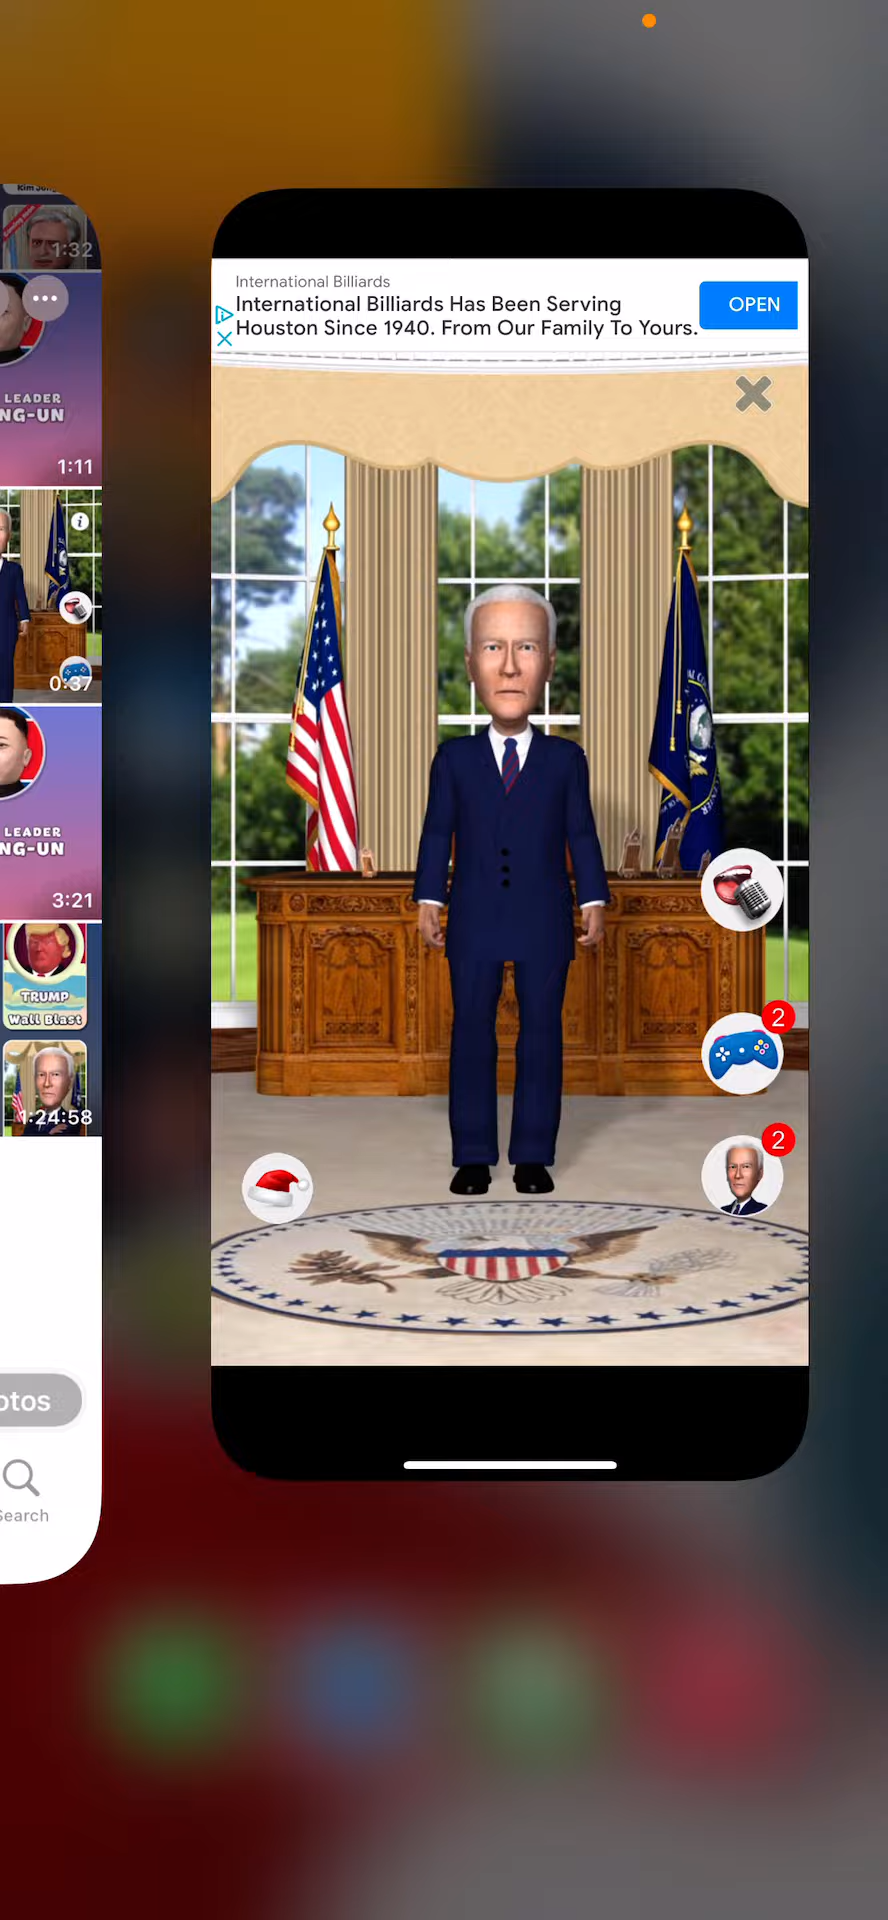 1:32
LEADER
NG-UN
1:11
0:37
LEADER
NG-UN
3:21
TRUMP
Wall Blast
1:24:58
otos
Search
International Billiards
International Billiards Has Been Serving
Houston Since 1940. From Our Family To Yours.
OPEN
2
2